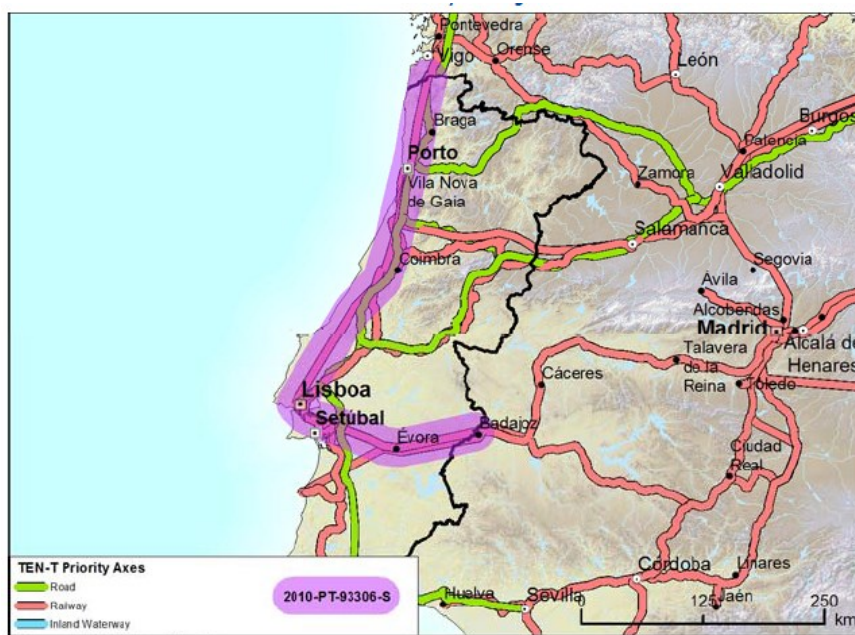 Pontevedra
Vigo
Orense
León
Braga
Burgos
Palencia
Porto
Vila Nova
de Gaia
Zamora
Valladolid
Salamanca
Coimbra
Segovia
Ávila
Alcobendas
Madrid
Alcalá de
Henares
Talavera
de la
Reina
Toledo
Cáceres
Lisboa
Setúbal
Évora
Badajoz
Ciudad
Real
Córdoba
Linares
Jaén
Huelva
Sevilla
TEN-T Priority Axes
Road
Railway
Inland Waterway
2010-PT-93306-S
0 125 250
km